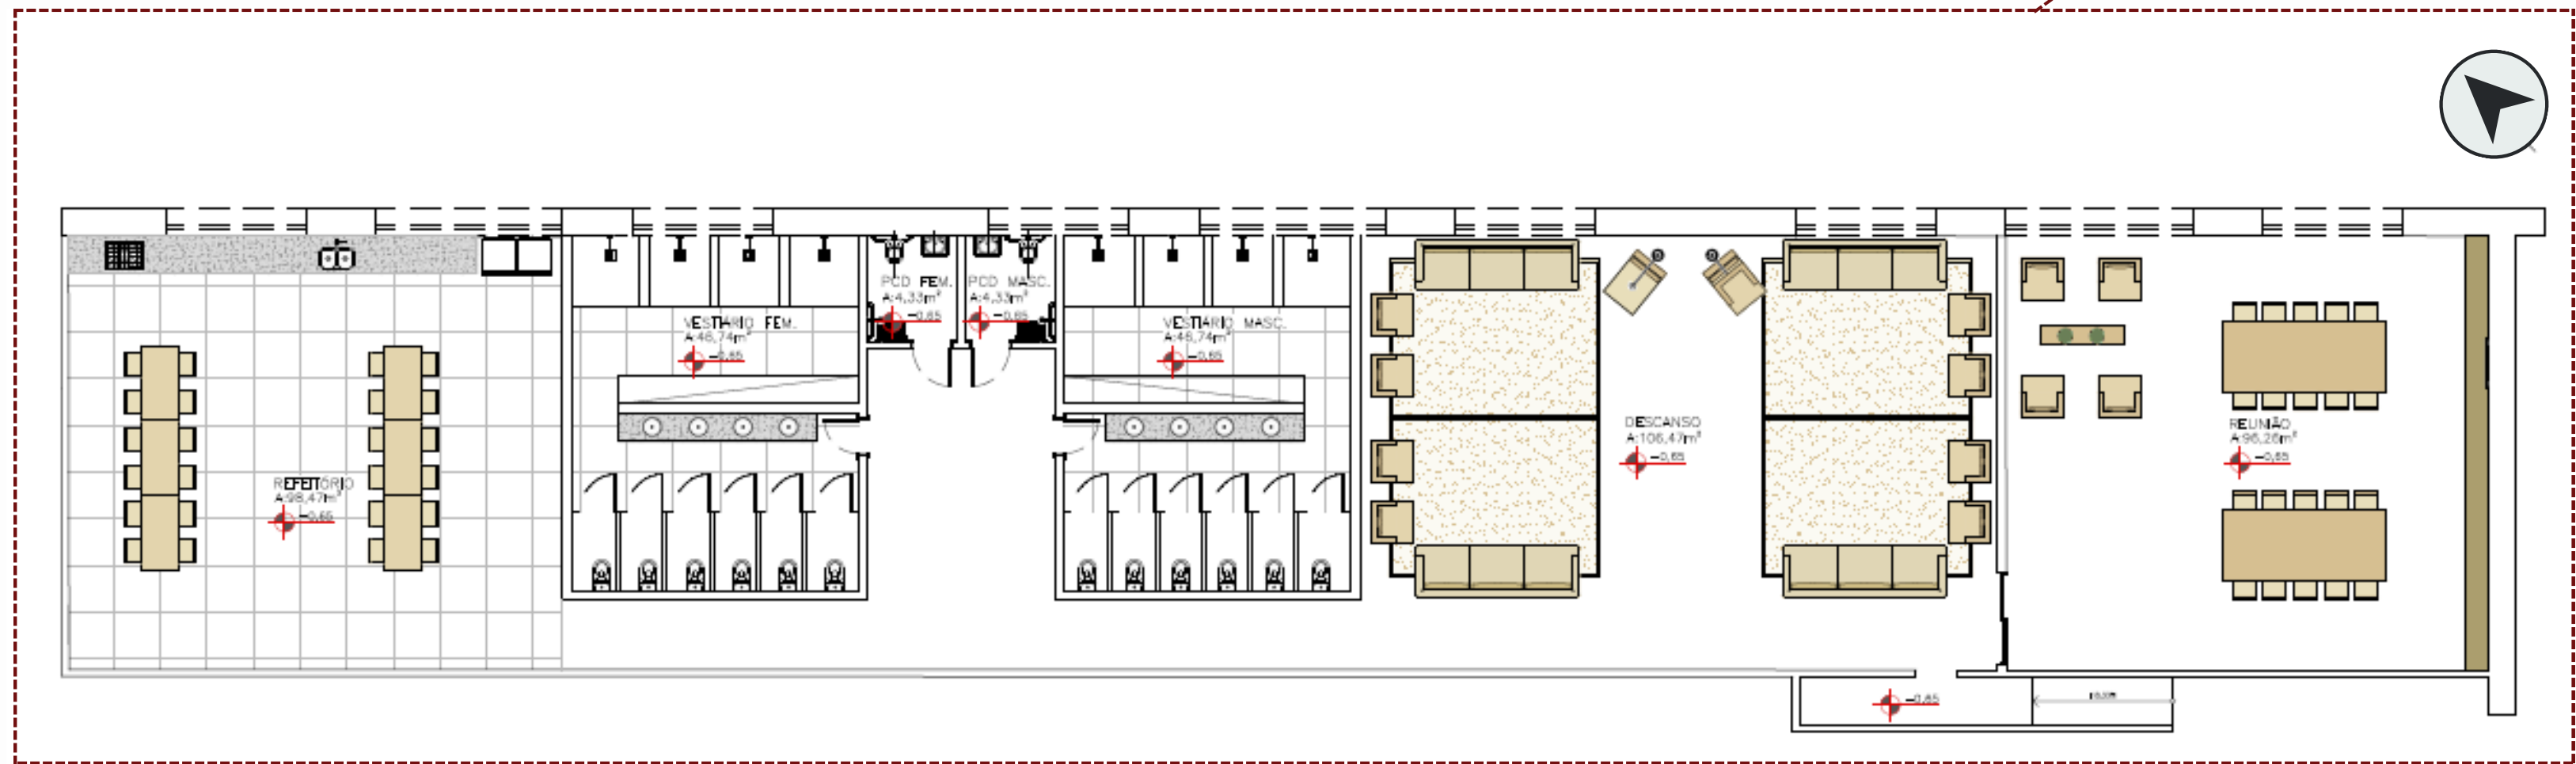 PCD FEM.
A:4,33m²
-0,65
PCD MASC.
A:4,33m²
-0,65
VESTIÁRIO FEM.
A:46,74m²
-0,65
VESTIÁRIO MASC.
A:46,74m²
-0,65
DESCANSO
A:106,47m²
-0,65
REUNIÃO
A:96,26m²
-0,65
REFEITÓRIO
A:98,47m²
-0,65
-0,65